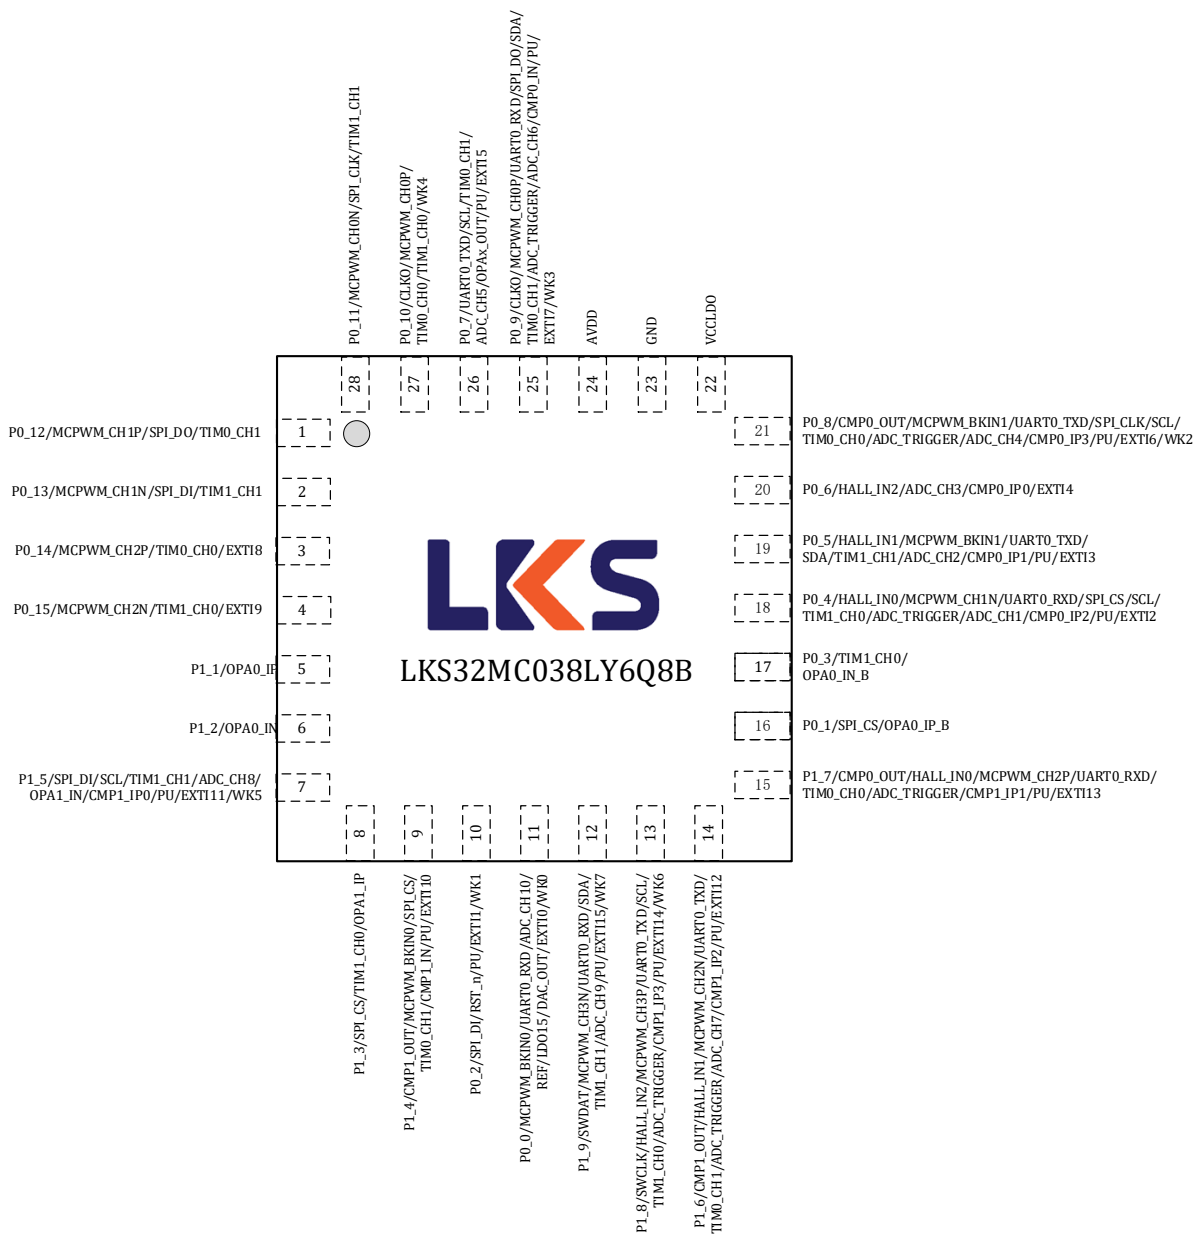 P0_11/MCPWM_CH0N/SPI_CLK/TIM1_CH1
P0_10/CLKO/MCPWM_CH0P/
TIM0_CH0/TIM1_CH0/WK4
P0_7/UART0_TXD/SCL/TIM0_CH1/
ADC_CH5/OPAx_OUT/PU/EXTI5
P0_9/CLKO/MCPWM_CH0P/UART0_RXD/SPI_DO/SDA/
TIM0_CH1/ADC_TRIGGER/ADC_CH6/CMP0_IN/PU/
EXTI7/WK3
AVDD
GND
VCCLDO
28
27
26
25
24
23
22
P0_12/MCPWM_CH1P/SPI_DO/TIM0_CH1
1
P0_13/MCPWM_CH1N/SPI_DI/TIM1_CH1
2
P0_14/MCPWM_CH2P/TIM0_CH0/EXTI8
3
P0_15/MCPWM_CH2N/TIM1_CH0/EXTI9
4
P1_1/OPA0_IP
5
P1_2/OPA0_IN
6
P1_5/SPI_DI/SCL/TIM1_CH1/ADC_CH8/
OPA1_IN/CMP1_IP0/PU/EXTI11/WK5
7
LKS
LKS32MC038LY6Q8B
21
P0_8/CMP0_OUT/MCPWM_BKIN1/UART0_TXD/SPI_CLK/SCL/
TIM0_CH0/ADC_TRIGGER/ADC_CH4/CMP0_IP3/PU/EXTI6/WK2
20
P0_6/HALL_IN2/ADC_CH3/CMP0_IP0/EXTI4
19
P0_5/HALL_IN1/MCPWM_BKIN1/UART0_TXD/
SDA/TIM1_CH1/ADC_CH2/CMP0_IP1/PU/EXTI3
18
P0_4/HALL_IN0/MCPWM_CH1N/UART0_RXD/SPI_CS/SCL/
TIM1_CH0/ADC_TRIGGER/ADC_CH1/CMP0_IP2/PU/EXTI2
17
P0_3/TIM1_CH0/
OPA0_IN_B
16
P0_1/SPI_CS/OPA0_IP_B
15
P1_7/CMP0_OUT/HALL_IN0/MCPWM_CH2P/UART0_RXD/
TIM0_CH0/ADC_TRIGGER/CMP1_IP1/PU/EXTI13
8
9
10
11
12
13
14
P1_3/SPI_CS/TIM1_CH0/OPA1_IP
P1_4/CMP1_OUT/MCPWM_BKIN0/SPI_CS/
TIM0_CH1/CMP1_IN/PU/EXTI10
P0_2/SPI_DI/RST_n/PU/EXTI1/WK1
P0_0/MCPWM_BKIN0/UART0_RXD/ADC_CH10/
REF/LDO15/DAC_OUT/EXTI0/WK0
P1_9/SWDAT/MCPWM_CH3N/UART0_RXD/SDA/
TIM1_CH1/ADC_CH9/PU/EXTI15/WK7
P1_8/SWCLK/HALL_IN2/MCPWM_CH3P/UART0_TXD/SCL/
TIM1_CH0/ADC_TRIGGER/CMP1_IP3/PU/EXTI14/WK6
P1_6/CMP1_OUT/HALL_IN1/MCPWM_CH2N/UART0_TXD/
TIM0_CH1/ADC_TRIGGER/ADC_CH7/CMP1_IP2/PU/EXTI12